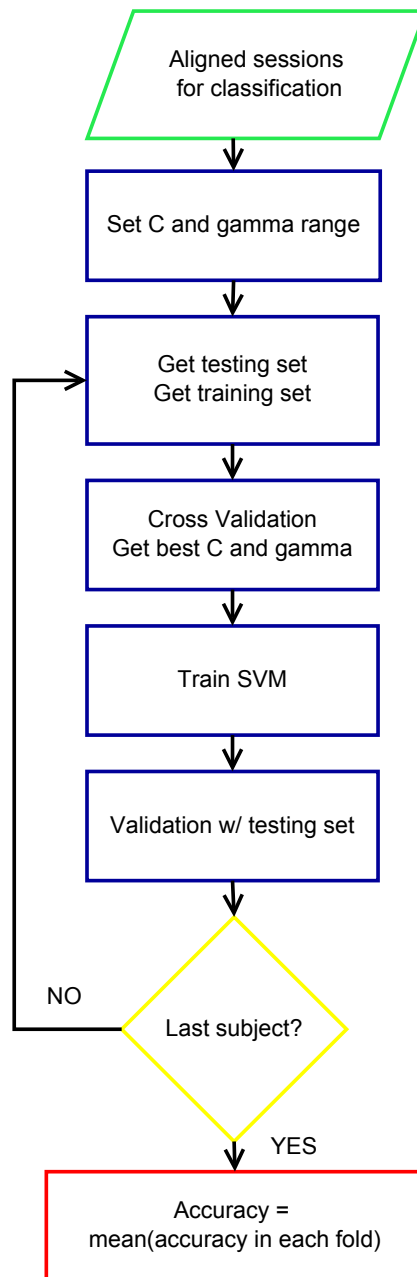 Aligned sessions
for classification
Set C and gamma range
Get testing set
Get training set
Cross Validation
Get best C and gamma
Train SVM
Validation w/ testing set
Last subject?
NO
YES
Accuracy =
mean(accuracy in each fold)